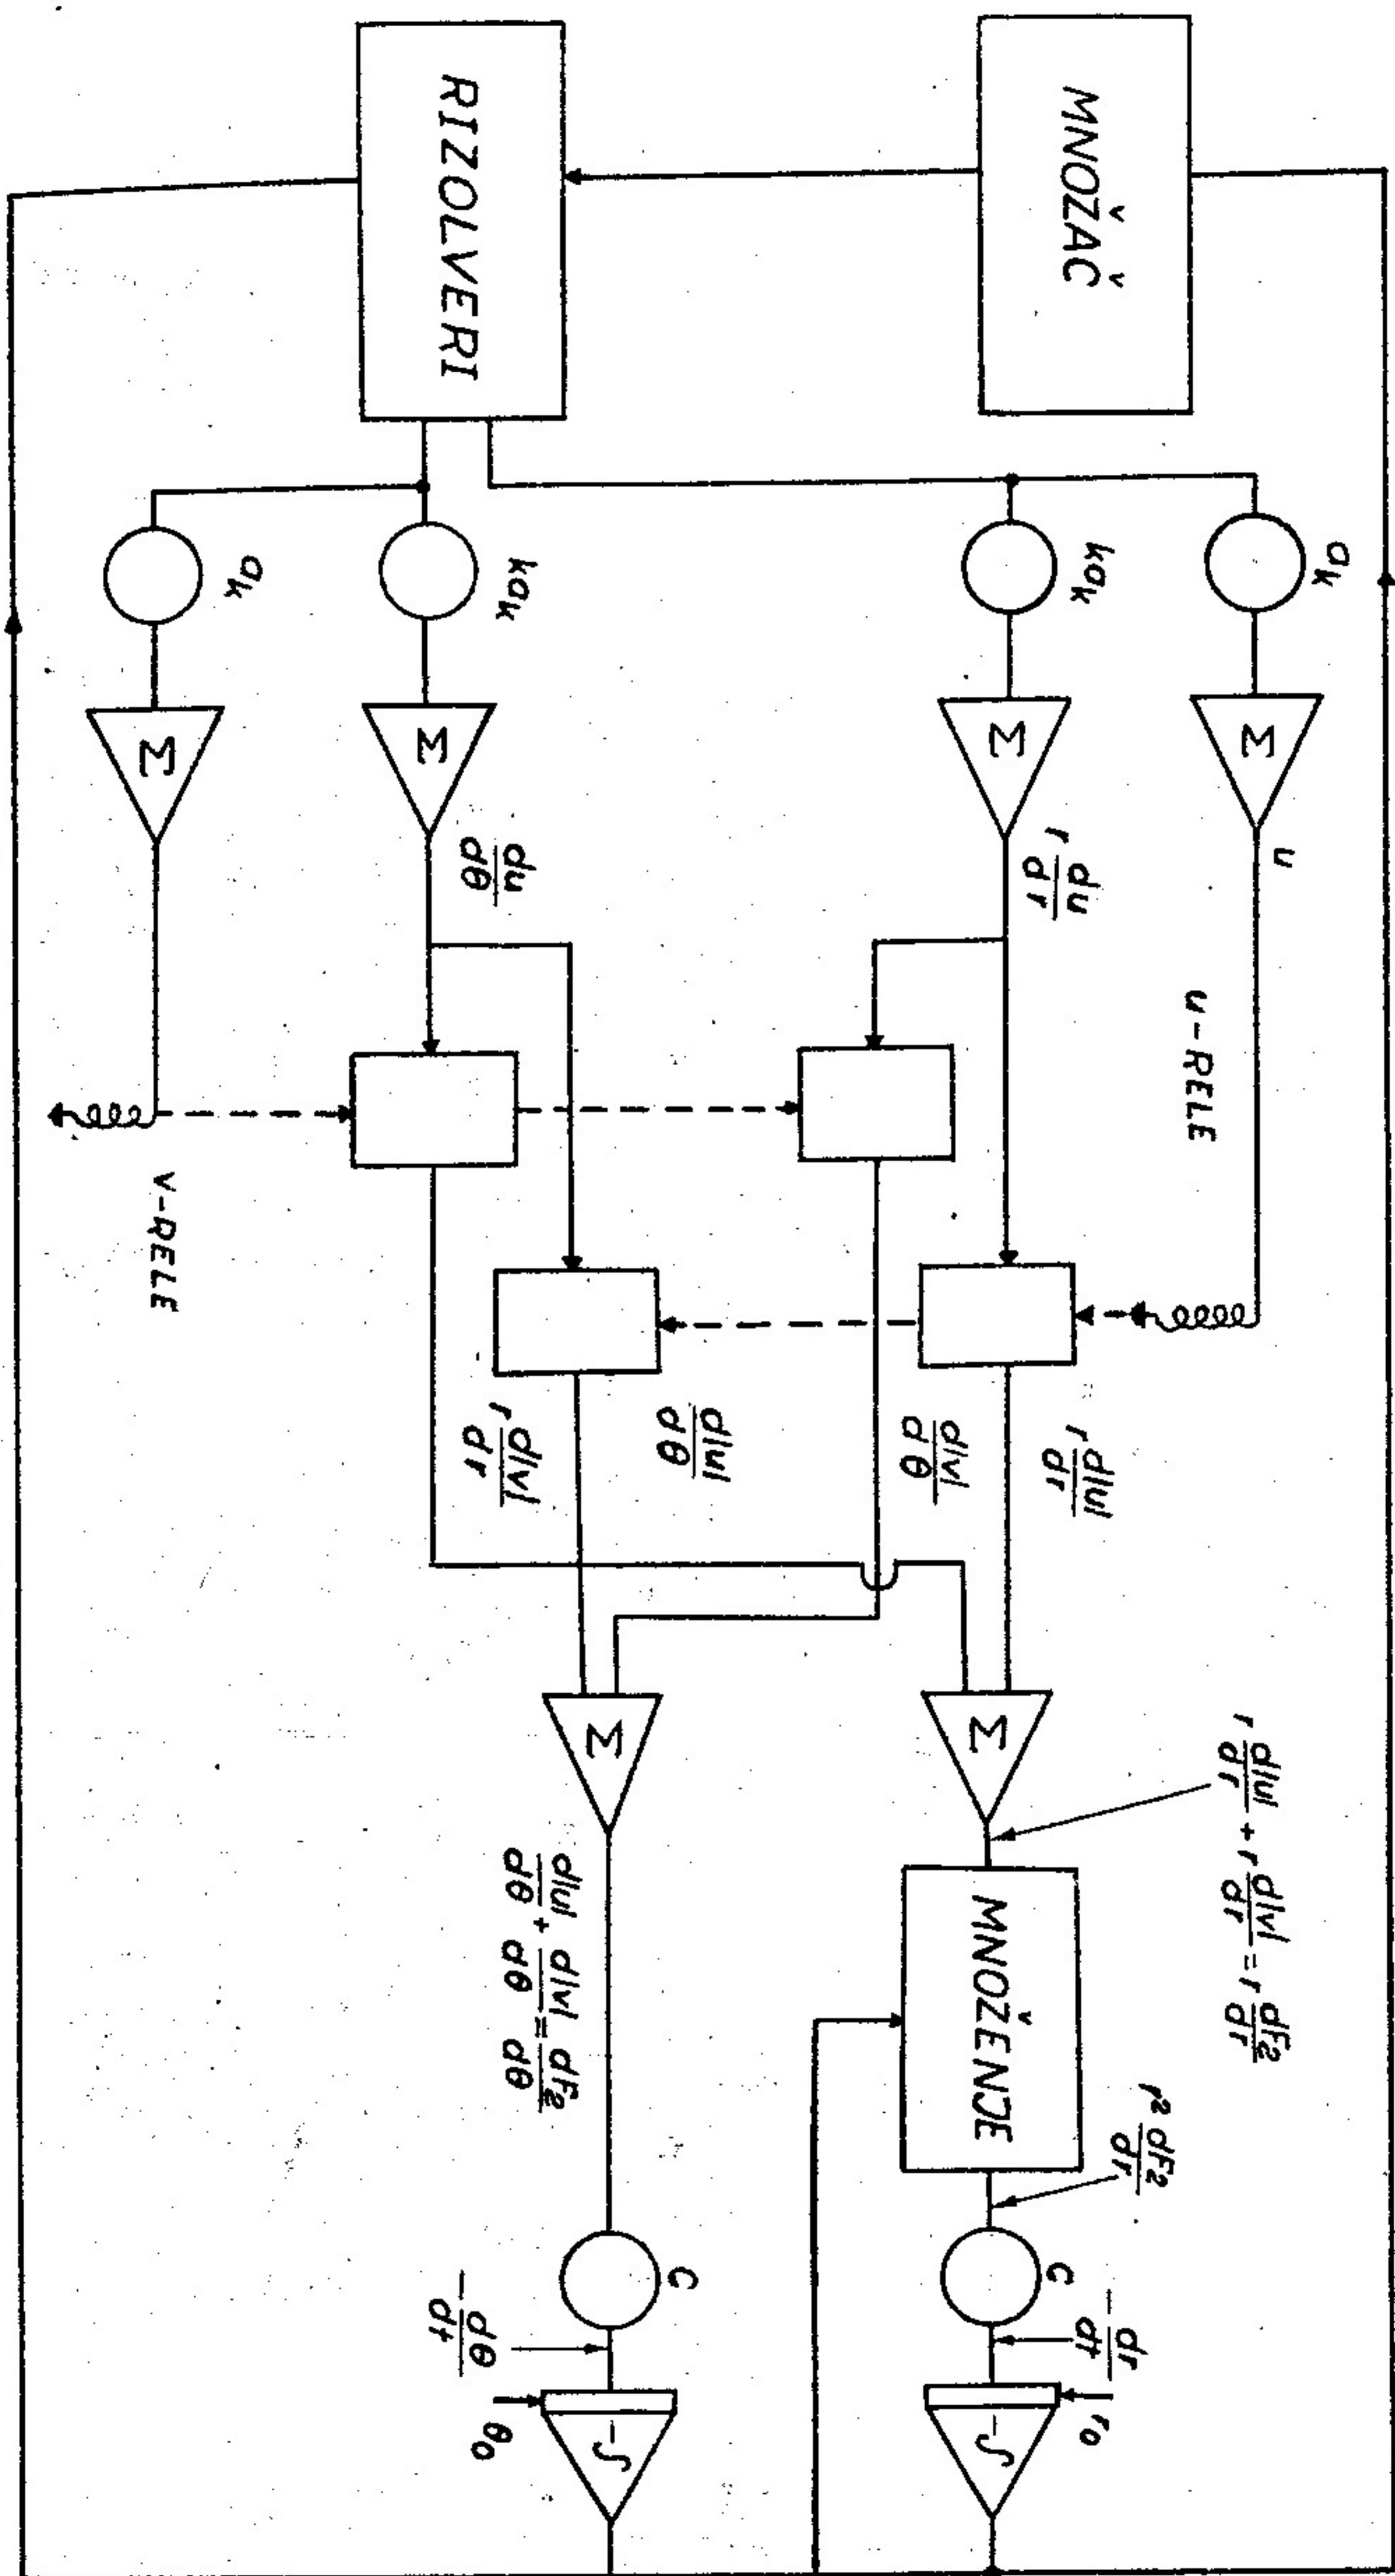 MNOŽAČ
RIZOLVERI
a_k
ka_k
ka_k
a_k
Σ
Σ
Σ
Σ
u
r du/dr
du/dθ
u-RELE
v-RELE
r d|u|/dr
d|v|/dθ
d|u|/dθ
r d|v|/dr
Σ
Σ
r d|u|/dr + r d|v|/dr = r dF₂/dr
MNOŽENJE
d|u|/dθ + d|v|/dθ = dF₂/dθ
r² dF₂/dr
C
C
-dr/dt
-dθ/dt
r₀
-∫
-∫
θ₀